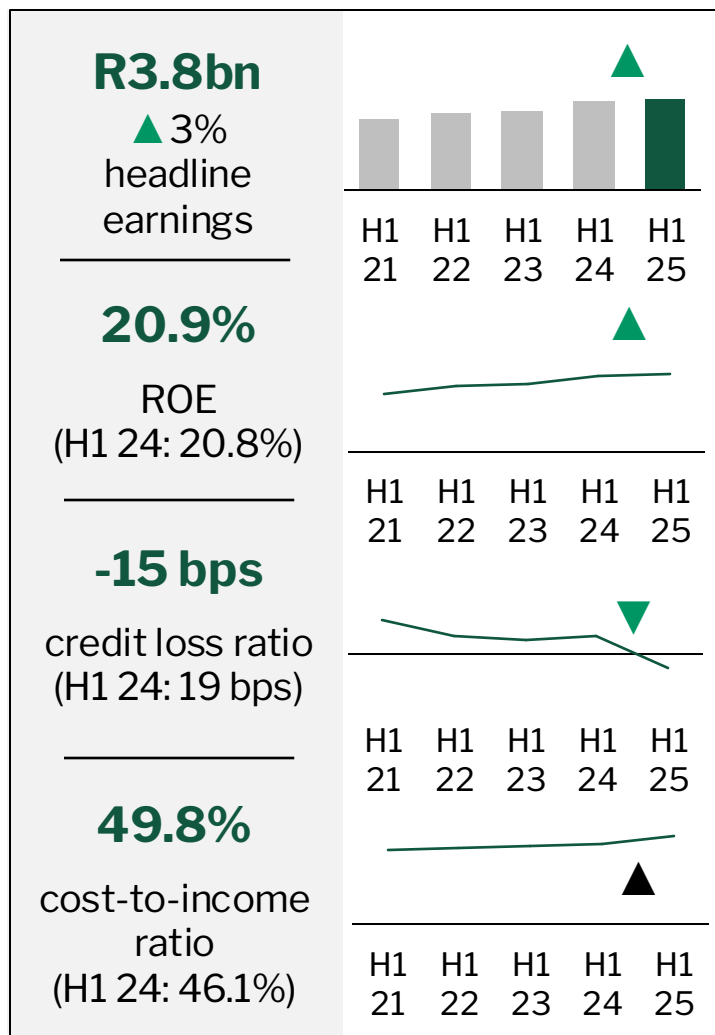 R3.8bn
▲3%
headline
earnings
H1 H1 H1 H1 H1
21 22 23 24 25
20.9%
ROE
(H1 24: 20.8%)
H1 H1 H1 H1 H1
21 22 23 24 25
-15 bps
credit loss ratio
(H1 24: 19 bps)
H1 H1 H1 H1 H1
21 22 23 24 25
49.8%
cost-to-income
ratio
(H1 24: 46.1%)
H1 H1 H1 H1 H1
21 22 23 24 25